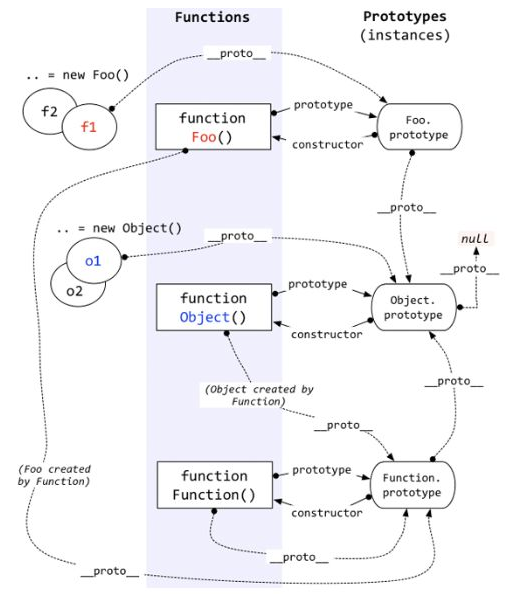 Functions
Prototypes
(instances)
__proto__
.. = new Foo()
f2
f1
function
Foo()
prototype
constructor
Foo.
prototype
__proto__
.. = new Object()
__proto__
null
__proto__
o1
o2
function
Object()
prototype
constructor
Object.
prototype
(Object created by
Function)
__proto__
__proto__
(Foo created
by Function)
function
Function()
prototype
constructor
Function.
prototype
__proto__
__proto__